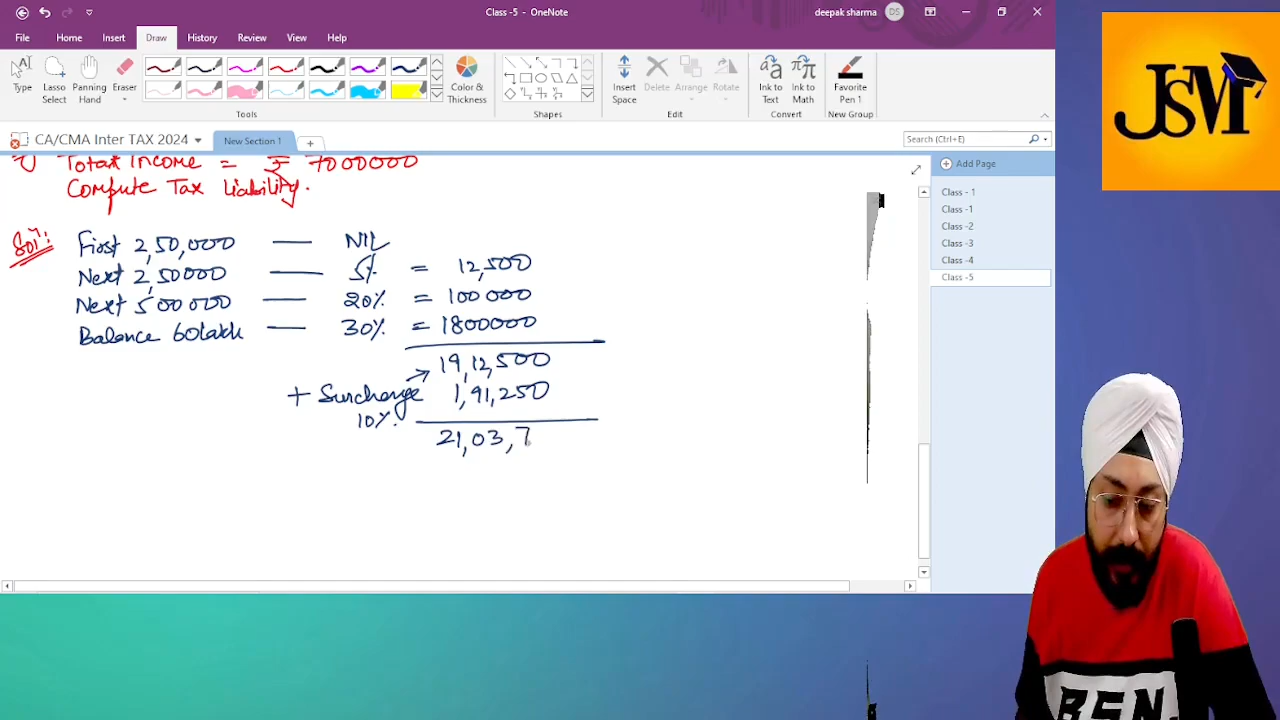 Class -5 - OneNote
deepak sharma DS
File Home Insert Draw History Review View Help
Type
Lasso Select
Panning Hand
Eraser
Color & Thickness
Insert Space
Delete
Arrange
Rotate
Ink to Text
Ink to Math
Favorite Pen 1
Tools Shapes Edit Convert New Group
CA/CMA Inter TAX 2024 New Section 1 +
Search (Ctrl+E)
Add Page
Class - 1
Class -1
Class -2
Class -3
Class -4
Class -5
Total Income = ₹ 7000000
Compute Tax Liability.
Solⁿ:
First 2,50,000 — NIL
Next 2,50000 — 5% = 12,500
Next 500000 — 20% = 100000
Balance 60lakh — 30% = 1800000
19,12,500
+ Surcharge 1,91,250
10%.
21,03,7
JSM
BSN.